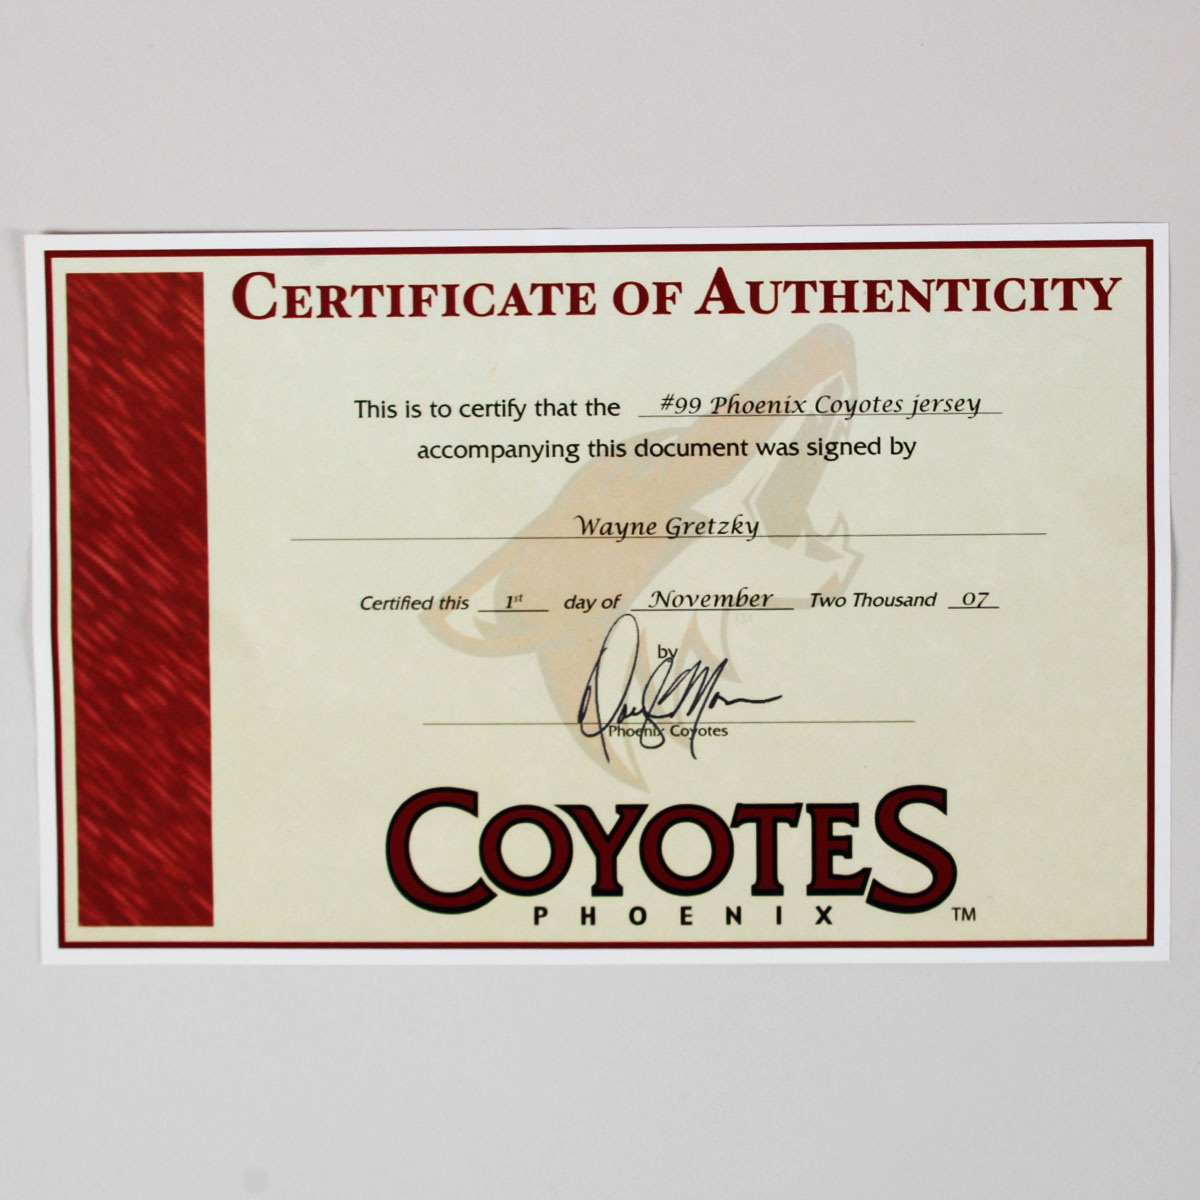 CERTIFICATE OF AUTHENTICITY
This is to certify that the #99 Phoenix Coyotes jersey
accompanying this document was signed by
Wayne Gretzky
Certified this 1st day of November Two Thousand 07
by
Phoenix Coyotes
COYOTES
PHOENIX TM